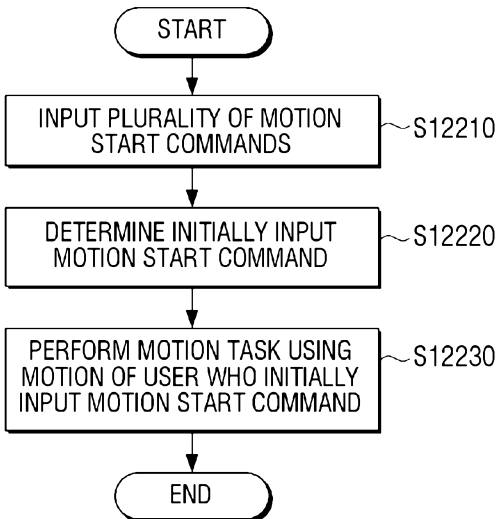 START
INPUT PLURALITY OF MOTION
START COMMANDS
S12210
DETERMINE INITIALLY INPUT
MOTION START COMMAND
S12220
PERFORM MOTION TASK USING
MOTION OF USER WHO INITIALLY
INPUT MOTION START COMMAND
S12230
END